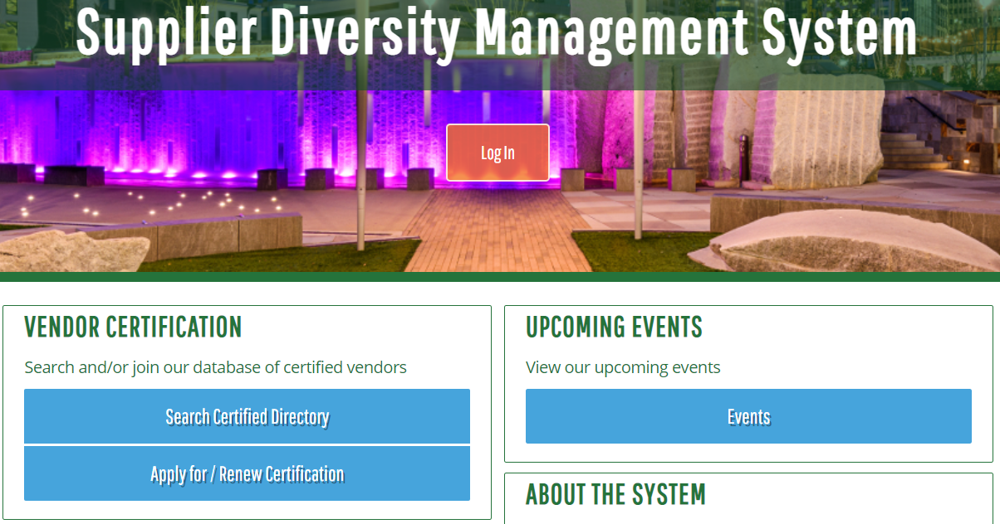 Supplier Diversity Management System
Log In
VENDOR CERTIFICATION
Search and/or join our database of certified vendors
Search Certified Directory
Apply for / Renew Certification
UPCOMING EVENTS
View our upcoming events
Events
ABOUT THE SYSTEM